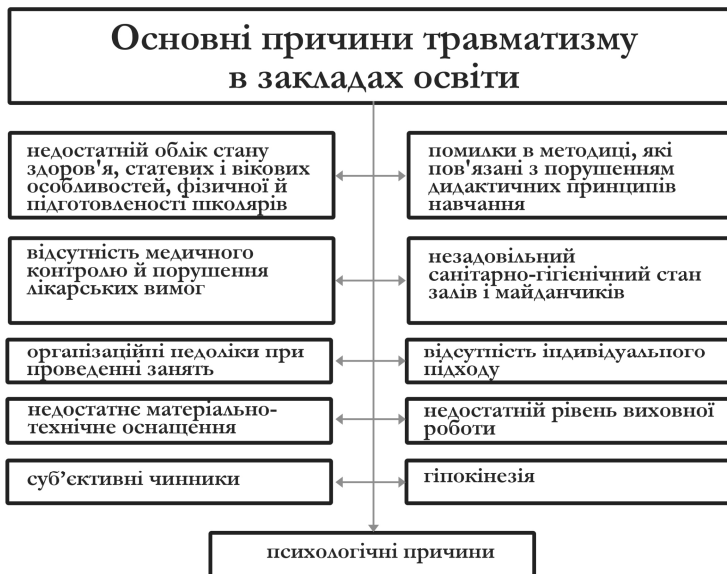 Основні причини травматизму
в закладах освіти
недостатній облік стану
здоров'я, статевих і вікових
особливостей, фізичної й
підготовленості школярів
помилки в методиці, які
пов'язані з порушенням
дидактичних принципів
навчання
відсутність медичного
контролю й порушення
лікарських вимог
незадовільний
санітарно-гігієнічний стан
залів і майданчиків
організаційні недоліки при
проведенні занять
відсутність індивідуального
підходу
недостатнє матеріально-
технічне оснащення
недостатній рівень виховної
роботи
суб’єктивні чинники
гіпокінезія
психологічні причини